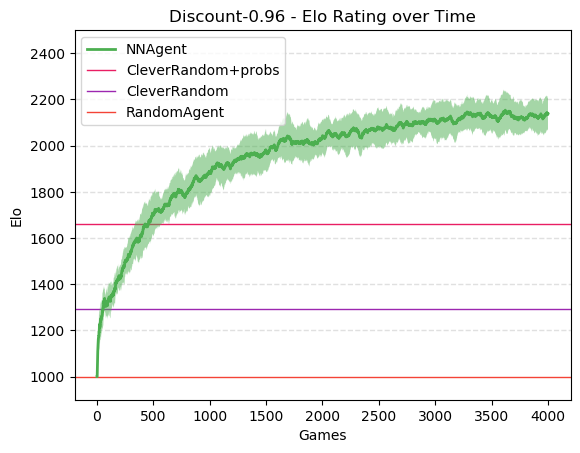 Discount-0.96 - Elo Rating over Time
NNAgent
CleverRandom+probs
CleverRandom
RandomAgent
2400
2200
2000
1800
1600
1400
1200
1000
Elo
0 500 1000 1500 2000 2500 3000 3500 4000
Games